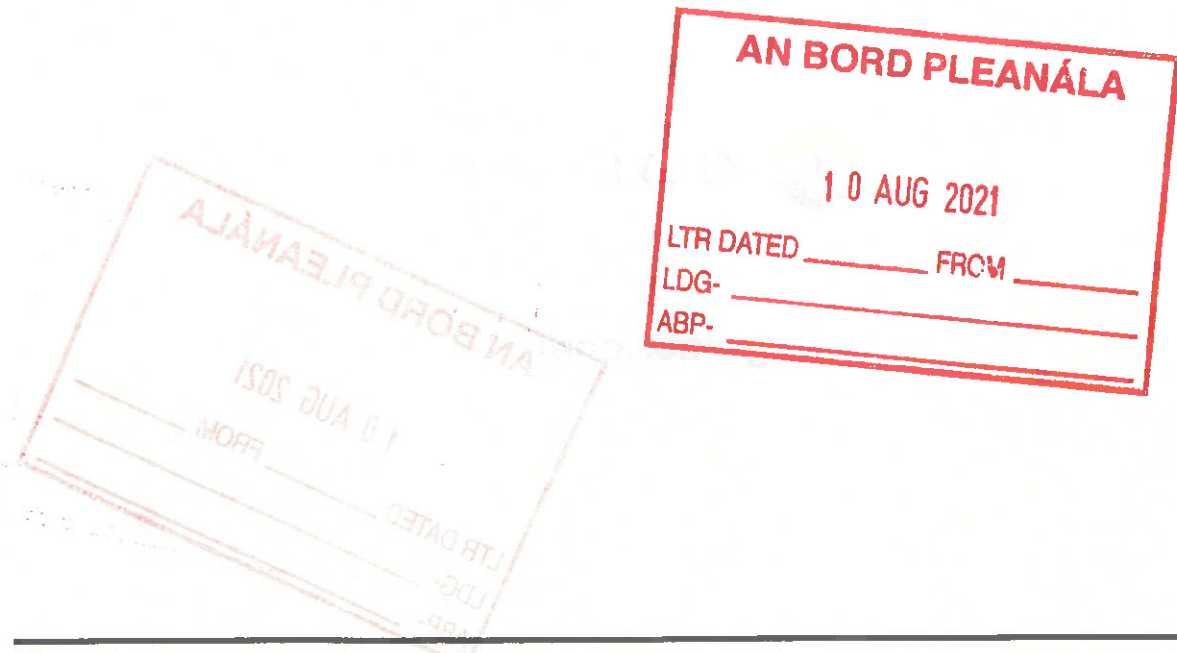 AN BORD PLEANÁLA
10 AUG 2021
LTR DATED FROM
LDG-
ABP-
AN BORD PLEANÁLA
10 AUG 2021
FROM
LTR DATED
LDG-
ABP-